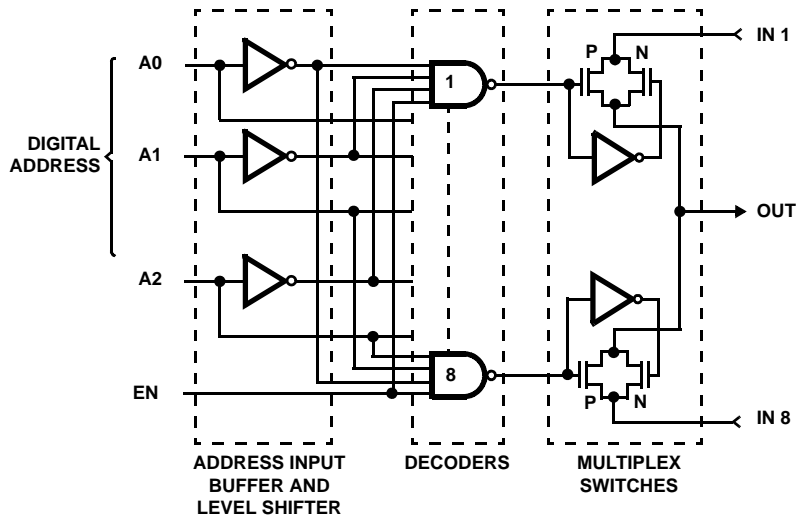 A0
DIGITAL
ADDRESS
A1
A2
EN
1
8
P
N
P
N
IN 1
OUT
IN 8
ADDRESS INPUT
BUFFER AND
LEVEL SHIFTER
DECODERS
MULTIPLEX
SWITCHES